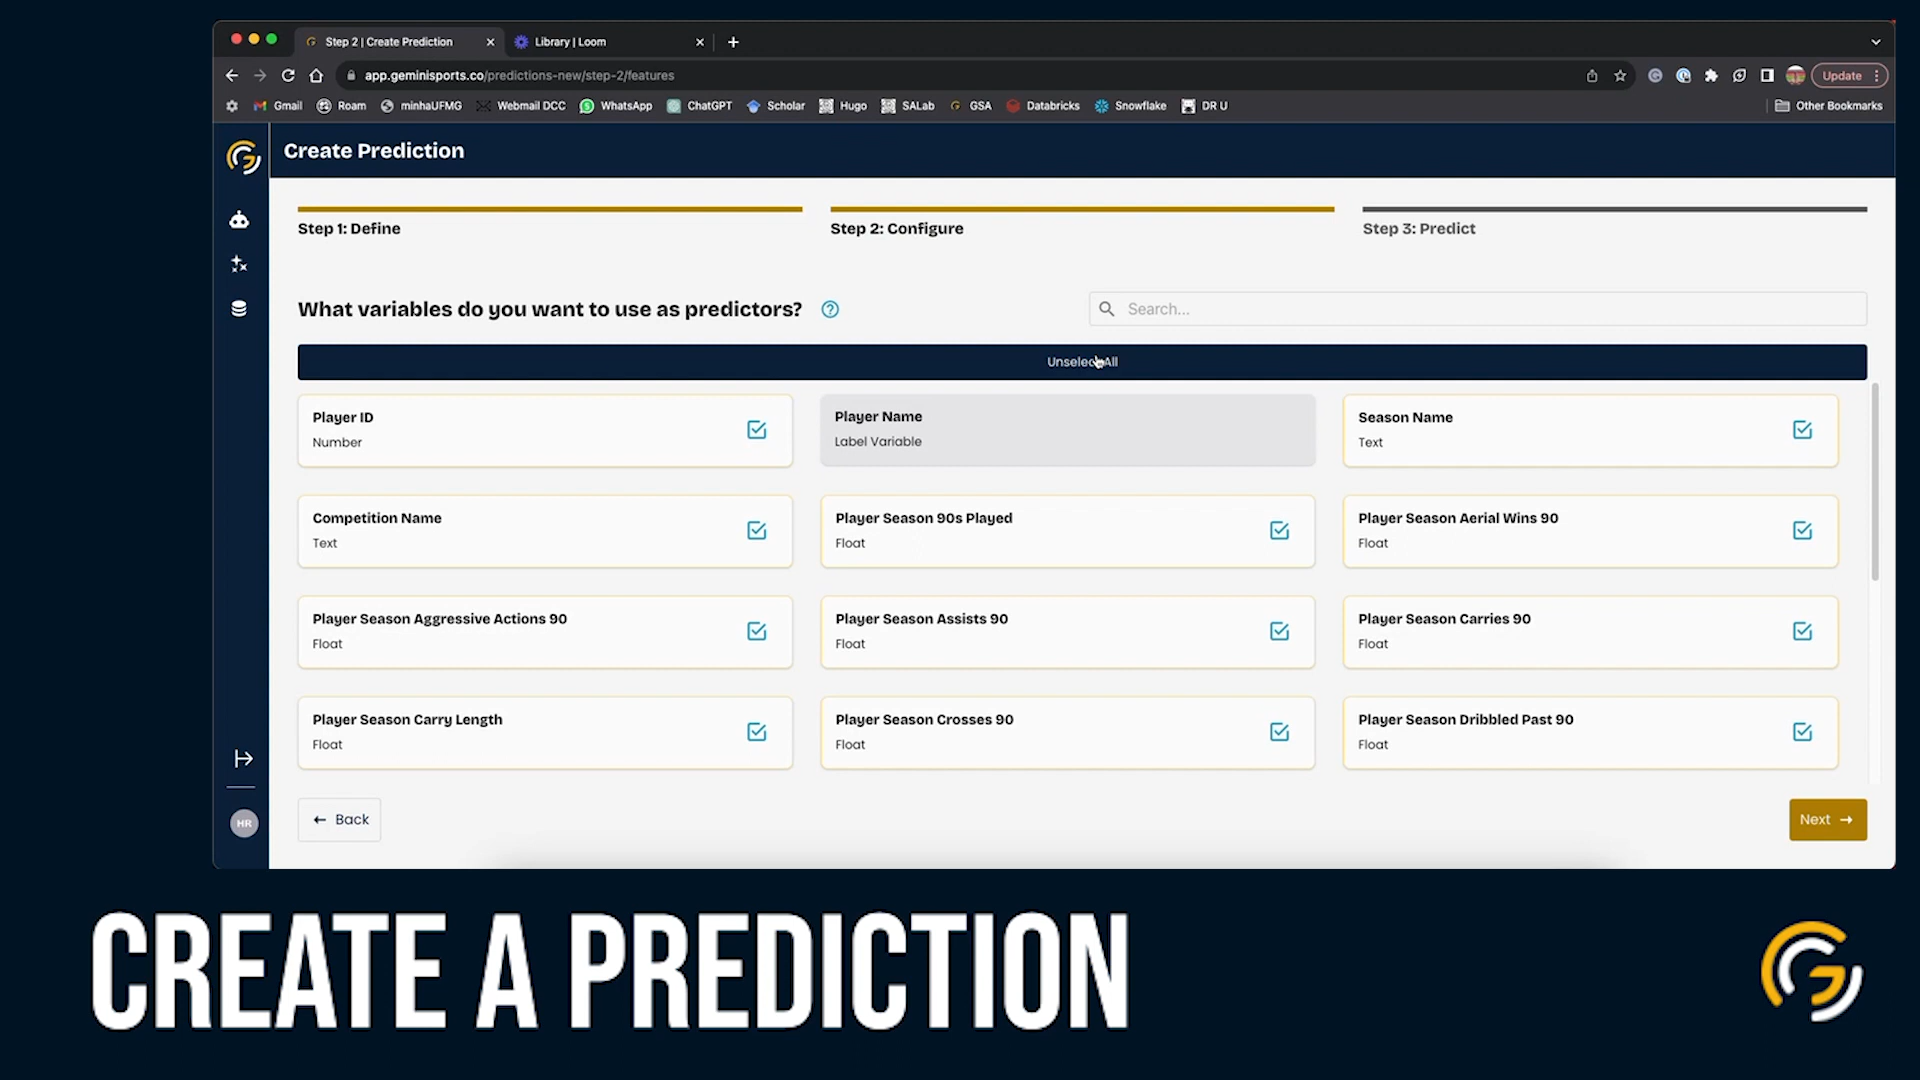 Step 2 | Create Prediction
Library | Loom
app.geminisports.co/predictions-new/step-2/features
Update
Gmail
Roam
minhaUFMG
Webmail DCC
WhatsApp
ChatGPT
Scholar
Hugo
SALab
GSA
Databricks
Snowflake
DR U
Other Bookmarks
Create Prediction
Step 1: Define
Step 2: Configure
Step 3: Predict
What variables do you want to use as predictors?
?
Search...
Unselect All
Player ID
Number
Player Name
Label Variable
Season Name
Text
Competition Name
Text
Player Season 90s Played
Float
Player Season Aerial Wins 90
Float
Player Season Aggressive Actions 90
Float
Player Season Assists 90
Float
Player Season Carries 90
Float
Player Season Carry Length
Float
Player Season Crosses 90
Float
Player Season Dribbled Past 90
Float
HR
← Back
Next →
CREATE A PREDICTION